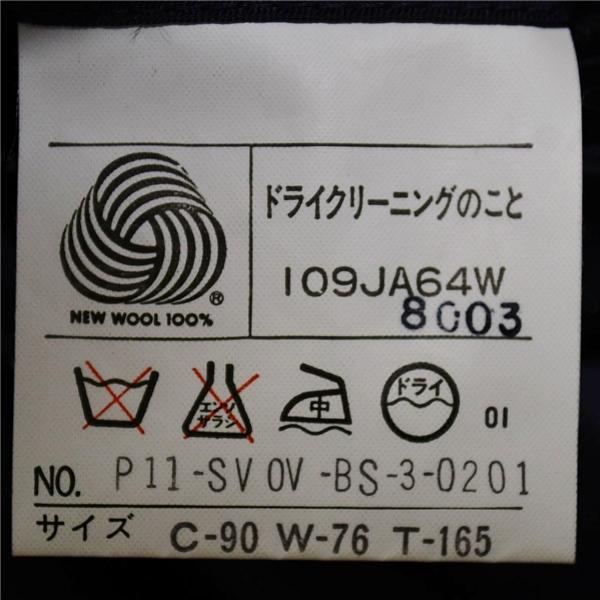 ドライクリーニングのこと
109JA64W
8003
® NEW WOOL 100%
エンソ
サラシ
中
ドライ
01
NO. P11-SV OV-BS-3-0201
サイズ C-90 W-76 T-165